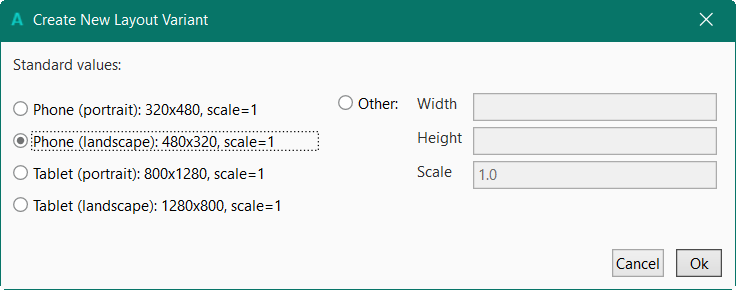 A Create New Layout Variant
Standard values:
Phone (portrait): 320x480, scale=1
Phone (landscape): 480x320, scale=1
Tablet (portrait): 800x1280, scale=1
Tablet (landscape): 1280x800, scale=1
Other:
Width
Height
Scale 1.0
Cancel Ok